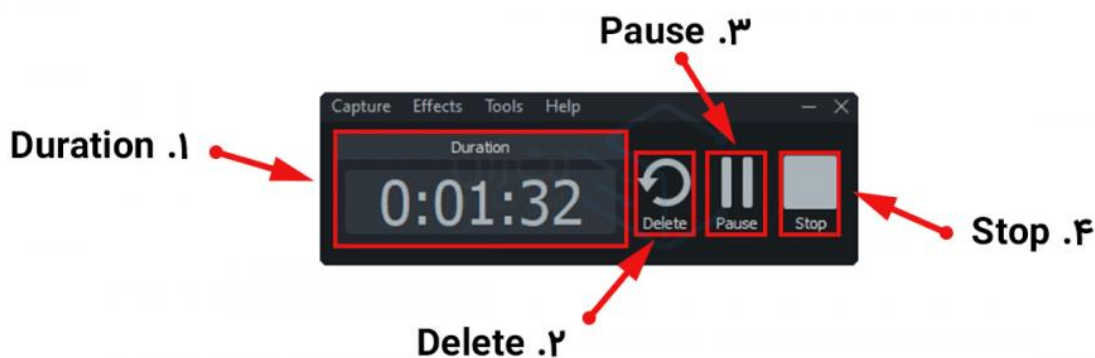 Pause .۳
Capture Effects Tools Help
Duration .۱
Duration
0:01:32
Delete
Pause
Stop
Stop .۴
Delete .۲